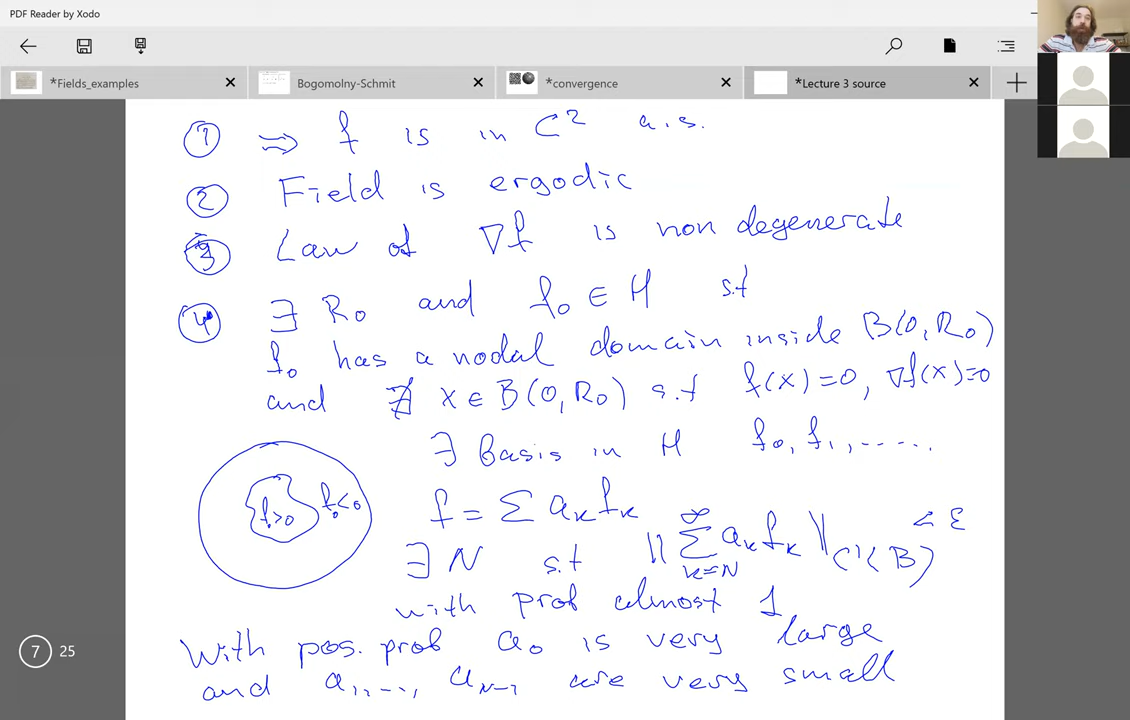 PDF Reader by Xodo
*Fields_examples
Bogomolny-Schmit
*convergence
*Lecture 3 source
① ⇒ f is in C² a.s.
② Field is ergodic
③ Law of ∇f is non degenerate
④ ∃ R₀ and f₀ ∈ H s.t
f₀ has a nodal domain inside B(0, R₀)
and ∄ x ∈ B(0, R₀) s.t f(x)=0, ∇f(x)=0
∃ Basis in H f₀, f₁, .......
f = Σ aₖfₖ
f₀>0 f₀<0
∃ N s.t ‖ Σ_{k=N}^∞ aₖfₖ ‖_{C¹(B)} < ε
with prob almost 1
With pos. prob a₀ is very large
and a₁,..., a_{N-1} are very small
7 25